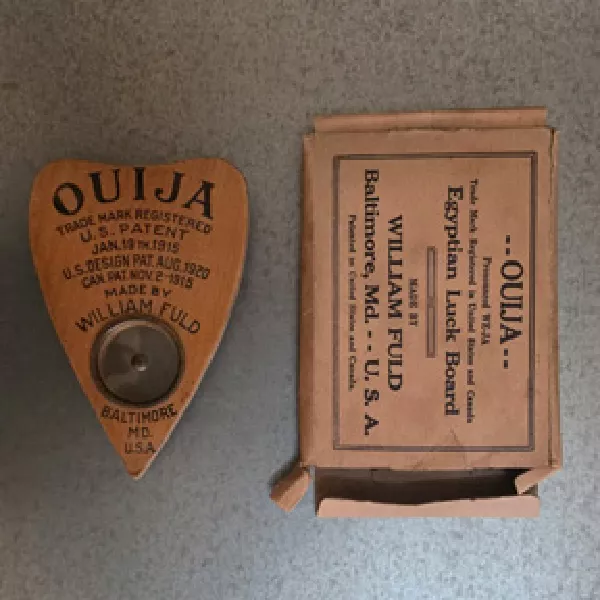 OUIJA
TRADE MARK REGISTERED
U.S. PATENT
JAN. 19TH. 1915
U.S. DESIGN PAT. AUG. 1920
CAN. PAT. NOV. 2-1915
MADE BY
WILLIAM FULD
BALTIMORE
MD.
U.S.A.
--OUIJA--
Pronounced WE-JA
Trade Mark Registered in United States and Canada
Egyptian Luck Board
MADE BY
WILLIAM FULD
Baltimore, Md. - - U. S. A.
Patented in United States and Canada.